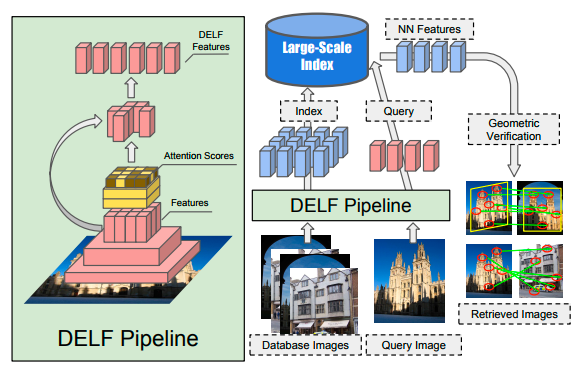 DELF
Features
Attention Scores
Features
DELF Pipeline
Large-Scale
Index
NN Features
Index
Query
Geometric
Verification
DELF Pipeline
Database Images
Query Image
Retrieved Images